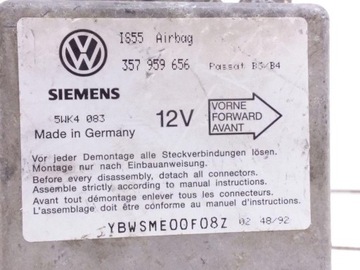 I855 Airbag
357 959 656 Passat B3/B4
SIEMENS
5WK4 083
Made in Germany
12V
VORNE
FORWARD
AVANT
Vor jeder Demontage alle Steckverbindungen lösen.
Montage nur nach Einbauanweisung.
Before every disassembly, detach all connectors.
Assembly strictly according to manual instructions.
Avant tout démontage enlever tous les connecteurs.
L'assemblage doit être conforme au manuel d'instructions.
YBWSME00F08Z 02 48/92